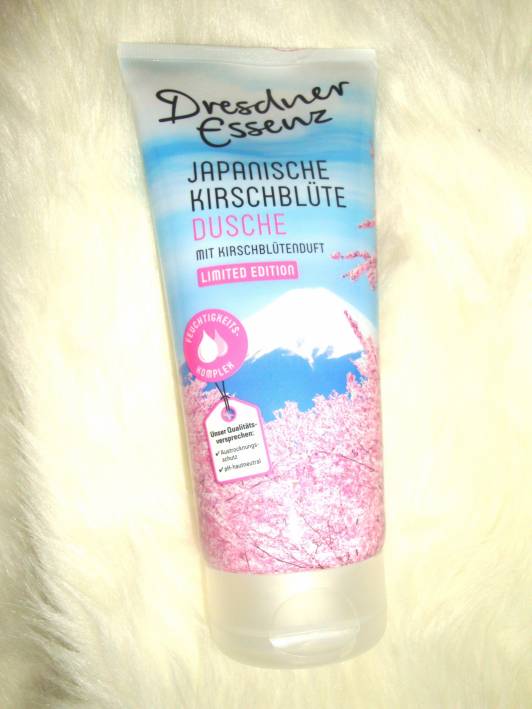 Dresdner
Essenz
JAPANISCHE
KIRSCHBLÜTE
DUSCHE
MIT KIRSCHBLÜTENDUFT
LIMITED EDITION
FEUCHTIGKEITS-
KOMPLEX
Unser Qualitäts-
versprechen:
✓ Austrocknungs-
schutz
✓ pH-hautneutral